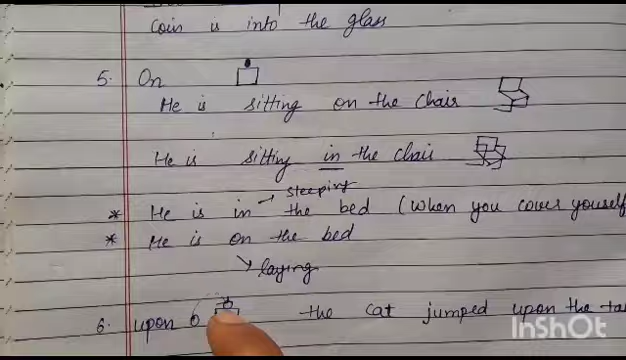 Coin is into the glass
5. On
He is sitting on the chair
He is sitting in the chair
sleeping
* He is in the bed (when you cover yourself
* He is on the bed
laying
6. upon the cat jumped upon the ta
InShOt